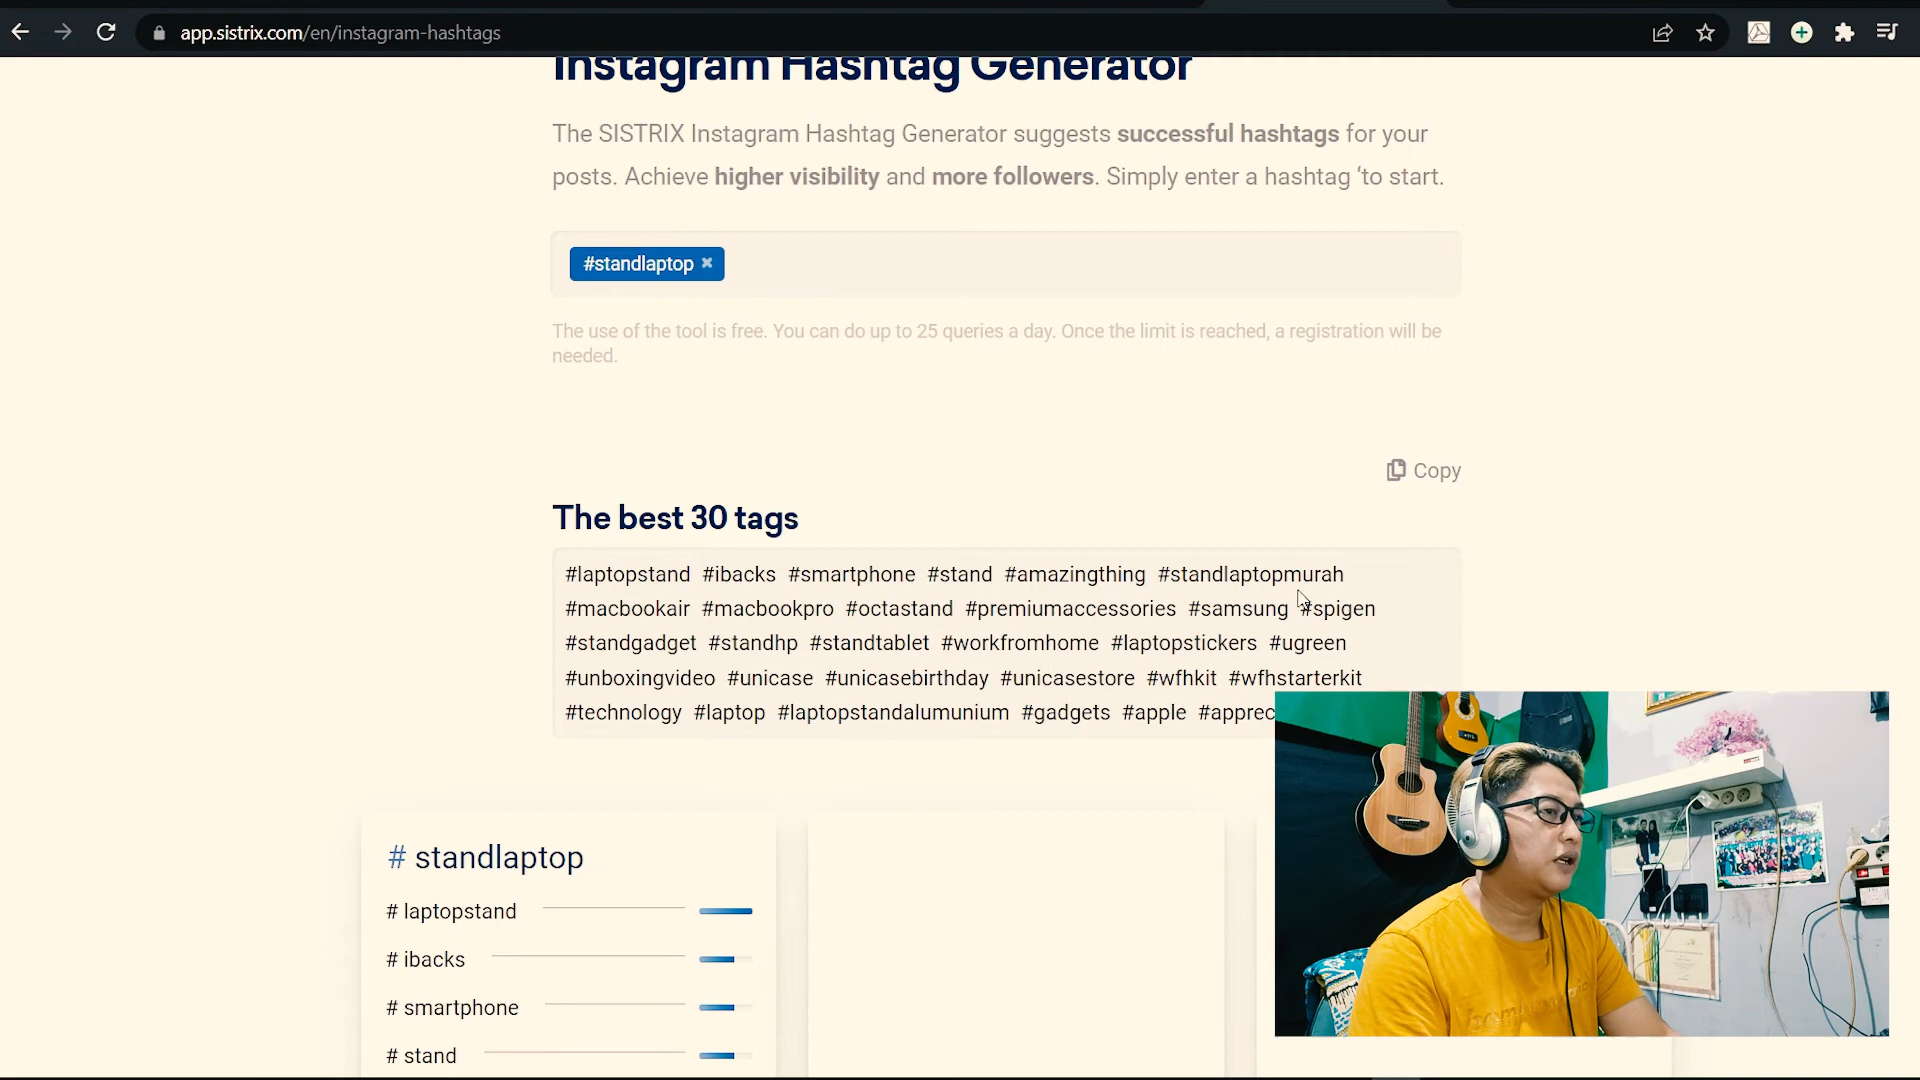 app.sistrix.com/en/instagram-hashtags
Instagram Hashtag Generator
The SISTRIX Instagram Hashtag Generator suggests successful hashtags for your
posts. Achieve higher visibility and more followers. Simply enter a hashtag ‘to start.
#standlaptop ×
The use of the tool is free. You can do up to 25 queries a day. Once the limit is reached, a registration will be
needed.
Copy
The best 30 tags
#laptopstand #ibacks #smartphone #stand #amazingthing #standlaptopmurah
#macbookair #macbookpro #octastand #premiumaccessories #samsung #spigen
#standgadget #standhp #standtablet #workfromhome #laptopstickers #ugreen
#unboxingvideo #unicase #unicasebirthday #unicasestore #wfhkit #wfhstarterkit
#technology #laptop #laptopstandalumunium #gadgets #apple #apprec
# standlaptop
# laptopstand
# ibacks
# smartphone
# stand